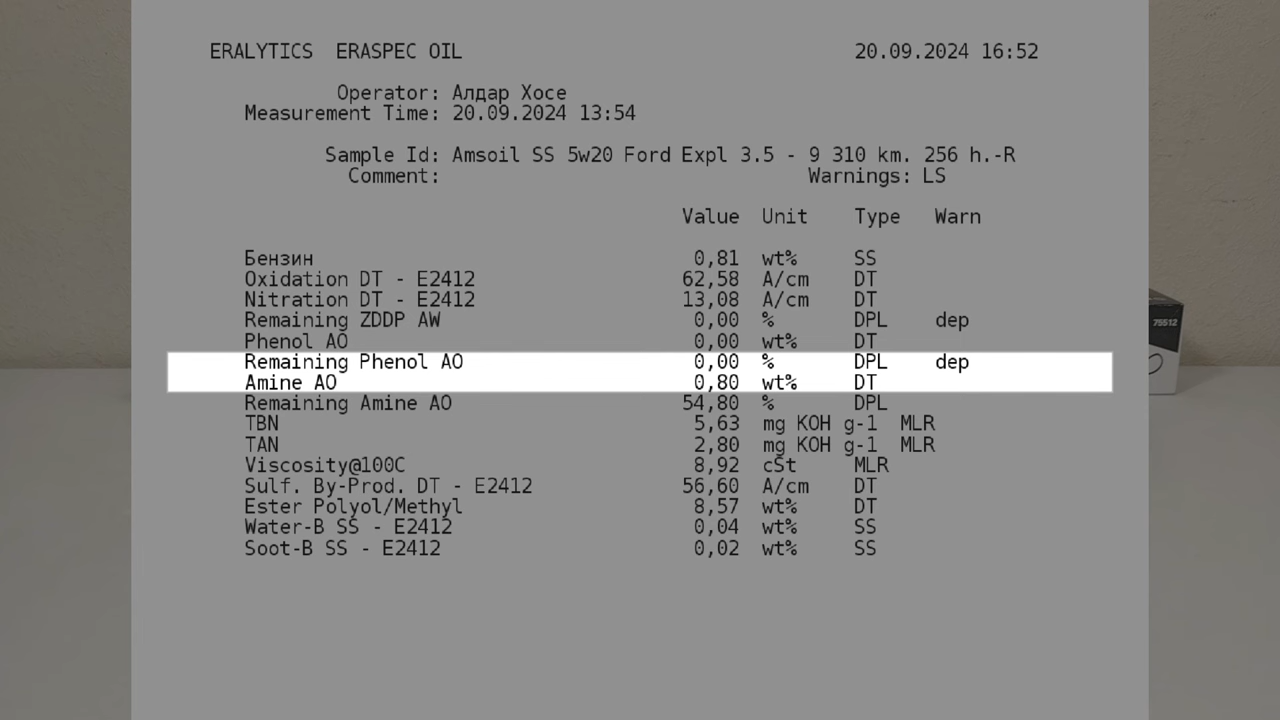 ERALYTICS ERASPEC OIL 20.09.2024 16:52
Operator: Алдар Хосе
Measurement Time: 20.09.2024 13:54
Sample Id: Amsoil SS 5w20 Ford Expl 3.5 - 9 310 km. 256 h.-R
Comment: Warnings: LS
Value Unit Type Warn
Бензин 0,81 wt% SS
Oxidation DT - E2412 62,58 A/cm DT
Nitration DT - E2412 13,08 A/cm DT
Remaining ZDDP AW 0,00 % DPL dep
Phenol AO 0,00 wt% DT
Remaining Phenol AO 0,00 % DPL dep
Amine AO 0,80 wt% DT
Remaining Amine AO 54,80 % DPL
TBN 5,63 mg KOH g-1 MLR
TAN 2,80 mg KOH g-1 MLR
Viscosity@100C 8,92 cSt MLR
Sulf. By-Prod. DT - E2412 56,60 A/cm DT
Ester Polyol/Methyl 8,57 wt% DT
Water-B SS - E2412 0,04 wt% SS
Soot-B SS - E2412 0,02 wt% SS
75512